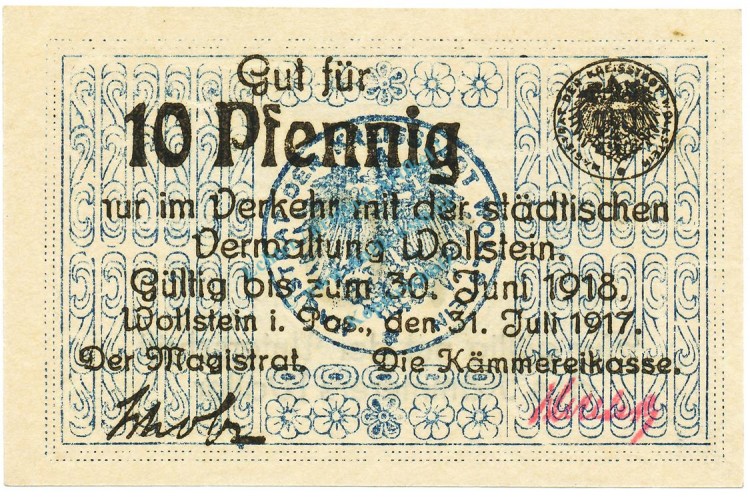 Gut für
10 Pfennig
nur im Verkehr mit der städtischen
Verwaltung Wollstein.
Gültig bis zum 30. Juni 1918.
Wollstein i. Pos., den 31. Juli 1917.
Der Magistrat. Die Kämmereikasse.